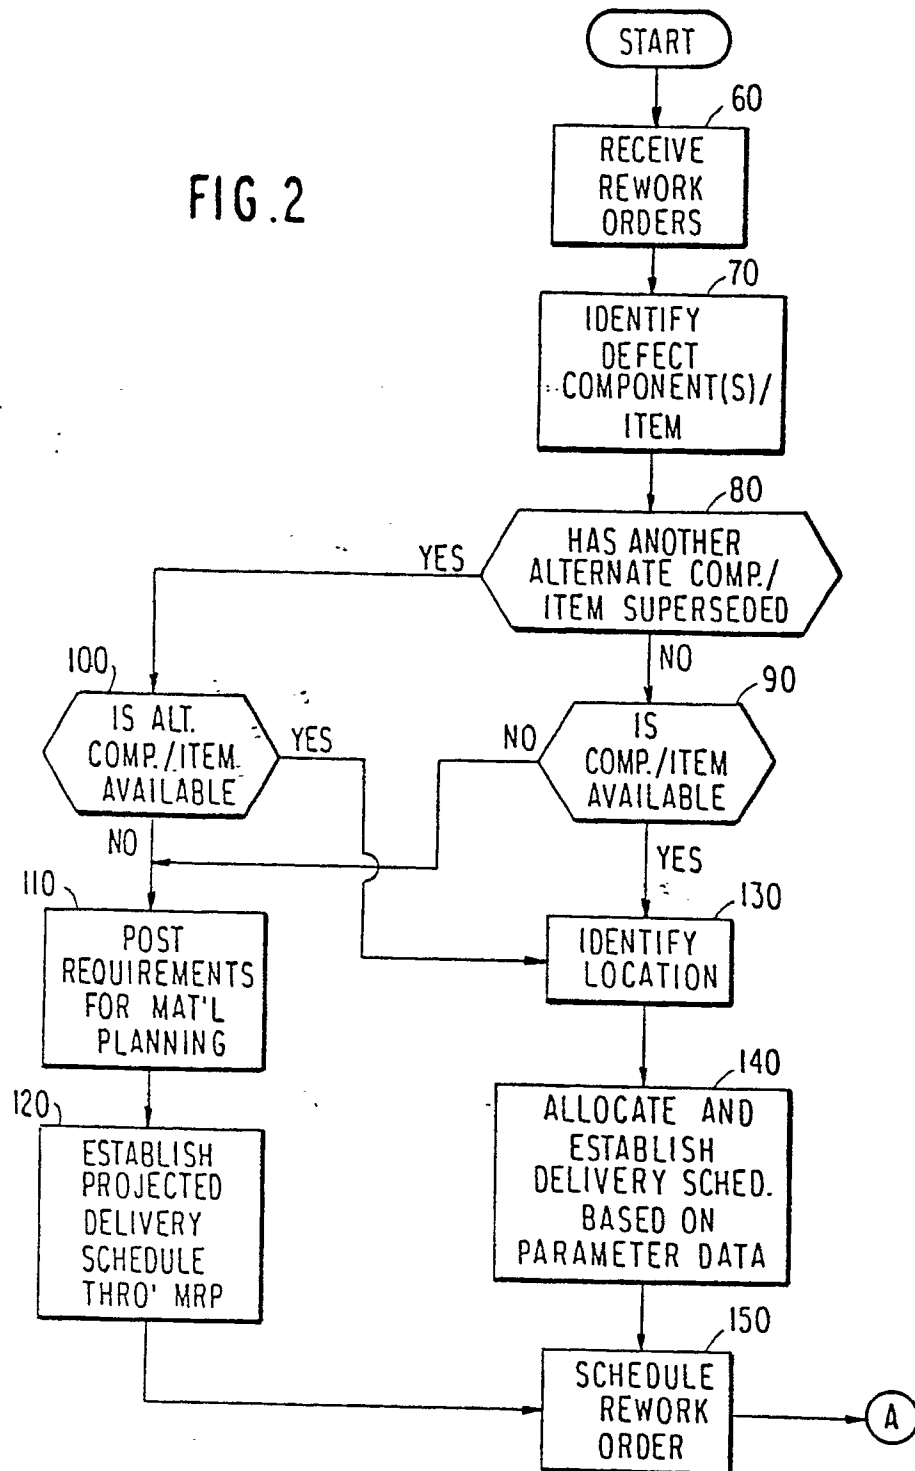 START
60
RECEIVE
REWORK
ORDERS
FIG.2
70
IDENTIFY
DEFECT
COMPONENT(S)/
ITEM
80
HAS ANOTHER
ALTERNATE COMP./
ITEM SUPERSEDED
YES
NO
100
IS ALT.
COMP./ITEM
AVAILABLE
YES
NO
90
IS
COMP./ITEM
AVAILABLE
NO
YES
110
POST
REQUIREMENTS
FOR MAT'L
PLANNING
130
IDENTIFY
LOCATION
120
ESTABLISH
PROJECTED
DELIVERY
SCHEDULE
THRO' MRP
140
ALLOCATE AND
ESTABLISH
DELIVERY SCHED.
BASED ON
PARAMETER DATA
150
SCHEDULE
REWORK
ORDER
A